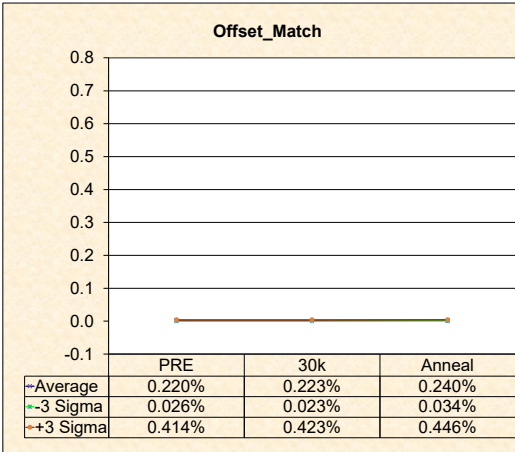 Offset_Match
0.8
0.7
0.6
0.5
0.4
0.3
0.2
0.1
0.0
-0.1
PRE 30k Anneal
Average 0.220% 0.223% 0.240%
-3 Sigma 0.026% 0.023% 0.034%
+3 Sigma 0.414% 0.423% 0.446%